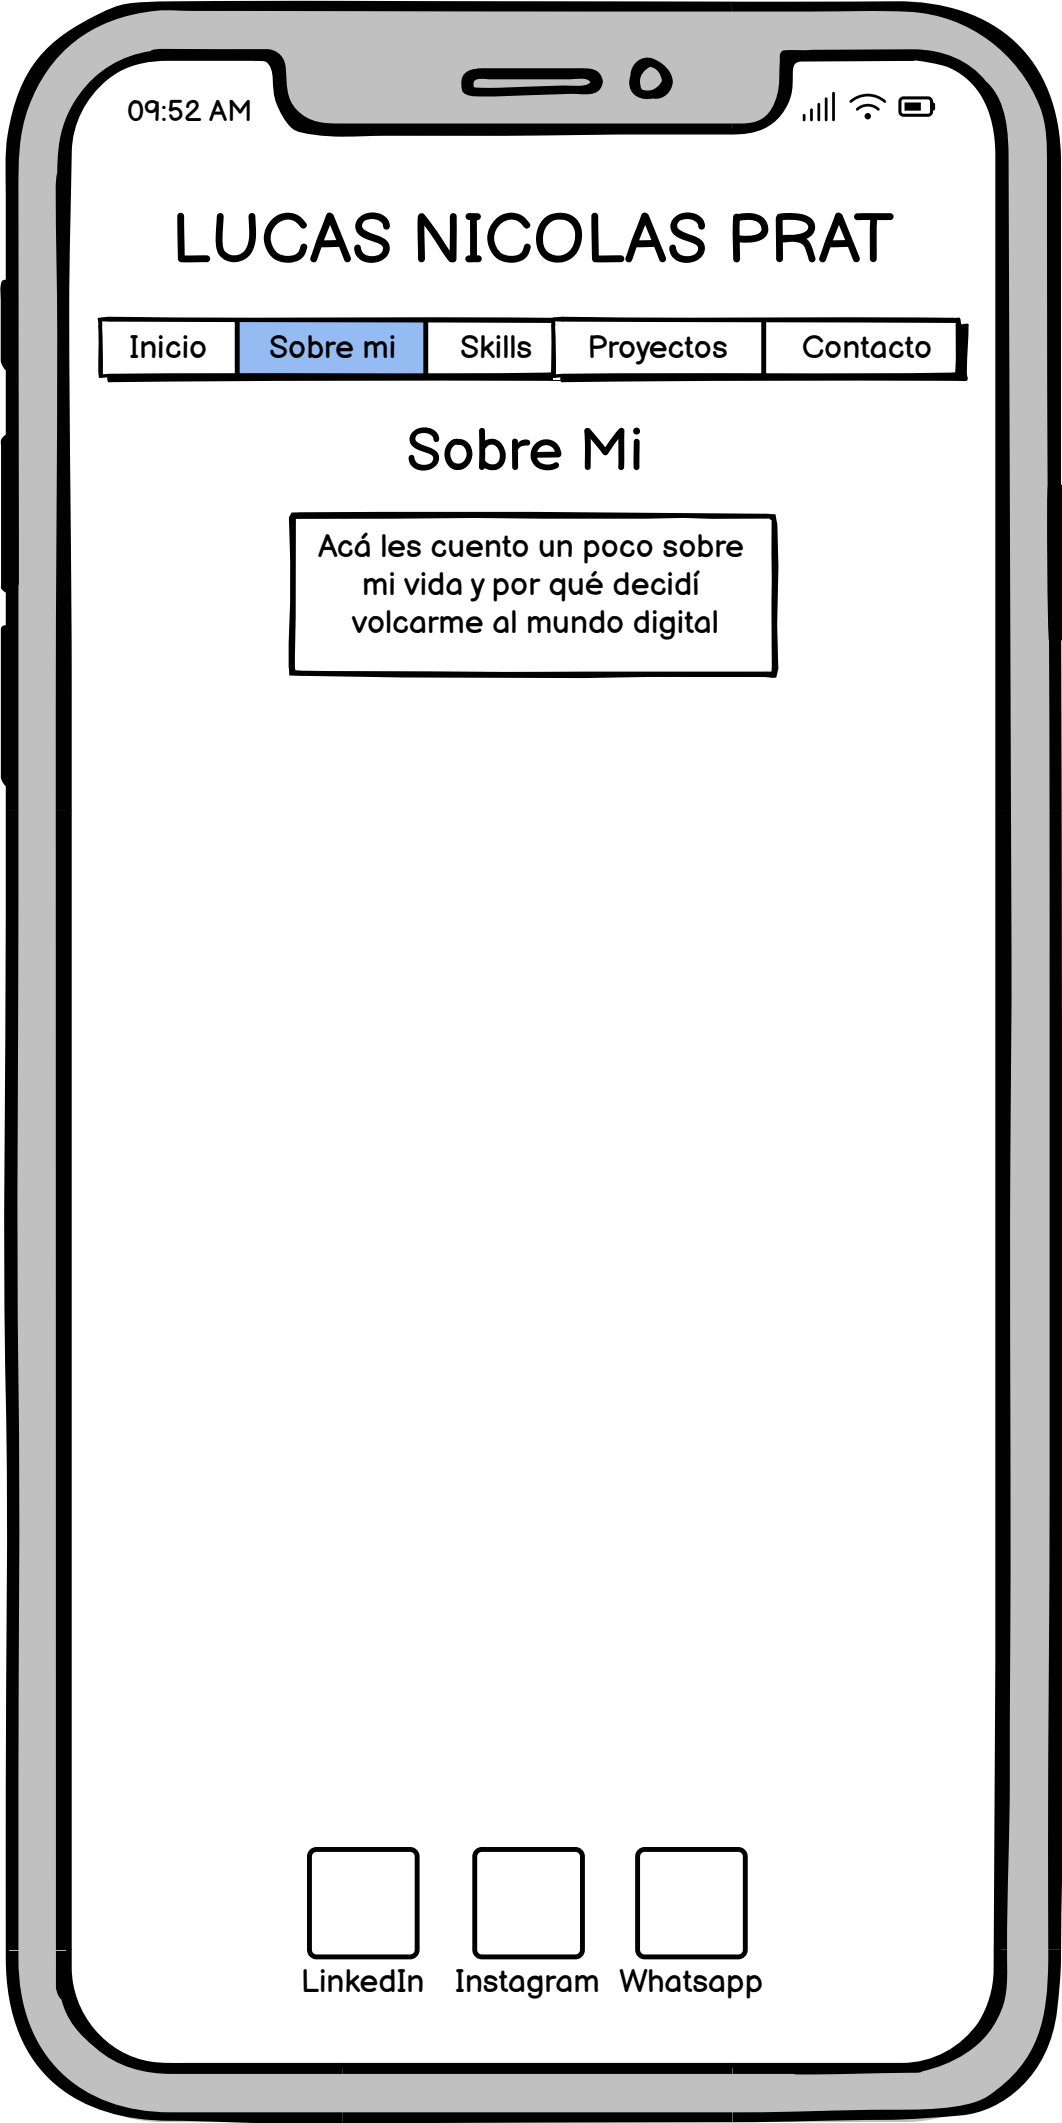 09:52 AM
LUCAS NICOLAS PRAT
Inicio Sobre mi Skills Proyectos Contacto
Sobre Mi
Acá les cuento un poco sobre
mi vida y por qué decidí
volcarme al mundo digital
LinkedIn Instagram Whatsapp